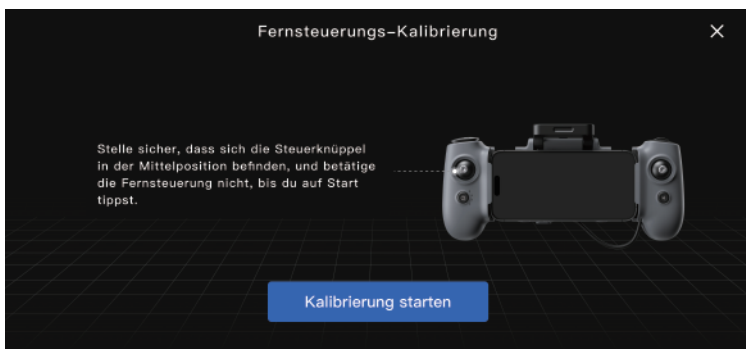 Fernsteuerungs-Kalibrierung
Stelle sicher, dass sich die Steuerknüppel
in der Mittelposition befinden, und betätige
die Fernsteuerung nicht, bis du auf Start
tippst.
Kalibrierung starten